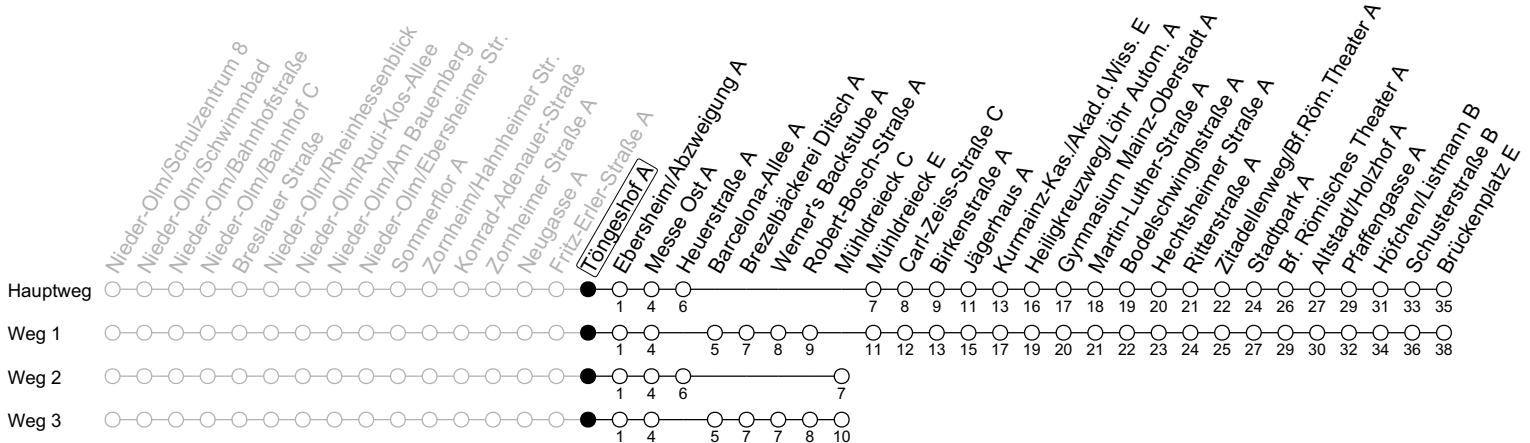 Nieder-Olm/Schulzentrum 8
Nieder-Olm/Schwimmbad
Nieder-Olm/Bahnhofstraße
Nieder-Olm/Bahnhof C
Breslauer Straße
Nieder-Olm/Rheinhessenblick
Nieder-Olm/Rudi-Klos-Allee
Nieder-Olm/Am Bauernberg
Nieder-Olm/Ebersheimer Str.
Sommerflor A
Zornheim/Hahnheimer Str.
Konrad-Adenauer-Straße
Zornheimer Straße A
Neugasse A
Fritz-Erler-Straße A
Töngeshof A
Ebersheim/Abzweigung A
Messe Ost A
Heuerstraße A
Barcelona-Allee A
Brezelbäckerei Ditsch A
Werner's Backstube A
Robert-Bosch-Straße A
Mühldreieck C
Mühldreieck E
Carl-Zeiss-Straße C
Birkenstraße A
Jägerhaus A
Kurmainz-Kas./Akad.d.Wiss. E
Heiligkreuzweg/Löhr Autom. A
Gymnasium Mainz-Oberstadt A
Martin-Luther-Straße A
Bodelschwinghstraße A
Hechtsheimer Straße A
Ritterstraße A
Zitadellenweg/Bf.Röm.Theater A
Stadtpark A
Bf. Römisches Theater A
Altstadt/Holzhof A
Pfaffengasse A
Höfchen/Listmann B
Schusterstraße B
Brückenplatz E
Hauptweg
1 4 6 7 8 9 11 13 16 17 18 19 20 21 22 24 26 27 29 31 33 35
Weg 1
1 4 5 7 8 9 11 12 13 15 17 19 20 21 22 23 24 25 27 29 30 32 34 36 38
Weg 2
1 4 6 7
Weg 3
1 4 5 7 7 8 10